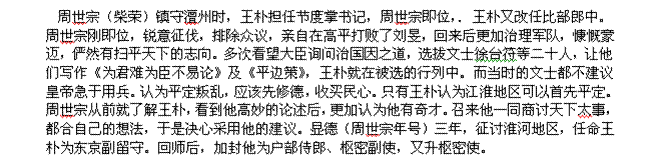 周世宗（柴荣）镇守澶州时，王朴担任节度掌书记，周世宗即位，．王朴又改任比部郎中。
周世宗刚即位，锐意征伐，排除众议，亲自在高平打败了刘旻，回来后更加治理军队，慷慨豪
迈，俨然有扫平天下的志向。多次看望大臣询问治国因之道，选拔文士徐台符等二十人，让他
们写作《为君难为臣不易论》及《平边策》，王朴就在被选的行列中。而当时的文士都不建议
皇帝急于用兵。认为平定叛乱，应该先修德，收买民心。只有王朴认为江淮地区可以首先平定。
周世宗从前就了解王朴，看到他高妙的论述后，更加认为他有奇才。召来他一同商讨天下大事，
都合自己的想法，于是决心采用他的建议。显德（周世宗年号）三年，征讨淮河地区，任命王
朴为东京副留守。回师后，加封他为户部侍郎、枢密副使，又升枢密使。